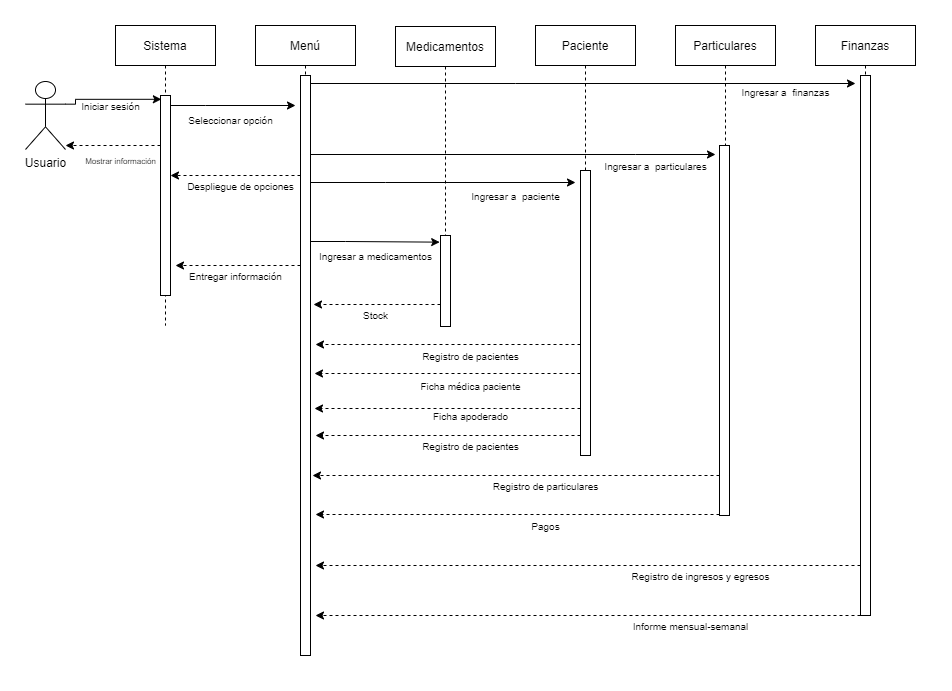 Sistema
Menú
Medicamentos
Paciente
Particulares
Finanzas
Ingresar a finanzas
Iniciar sesión
Seleccionar opción
Usuario
Mostrar información
Ingresar a particulares
Despliegue de opciones
Ingresar a paciente
Ingresar a medicamentos
Entregar información
Stock
Registro de pacientes
Ficha médica paciente
Ficha apoderado
Registro de pacientes
Registro de particulares
Pagos
Registro de ingresos y egresos
Informe mensual-semanal